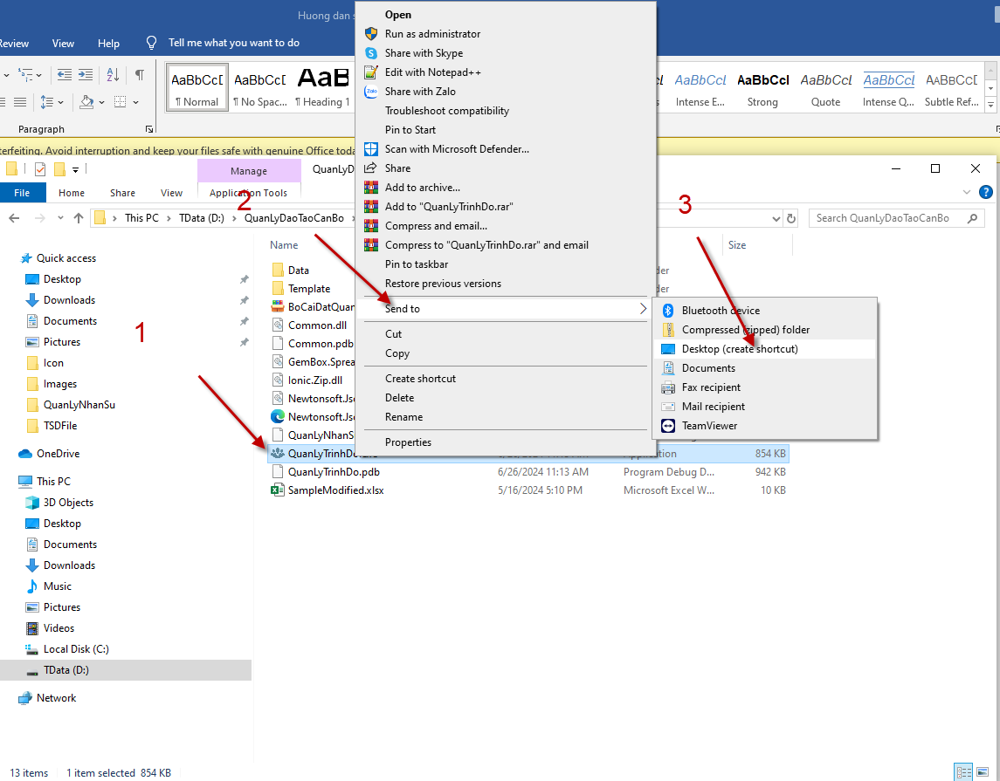 Huong dan s
Review View Help Tell me what you want to do
AaBbCcD AaBbCcD AaB AaBbCcL AaBbCcI AaBbCcL AaBbCcL AABBCCD
¶ Normal ¶ No Spac... ¶ Heading 1 Intense E... Strong Quote Intense Q... Subtle Ref...
Paragraph
terfeiting. Avoid interruption and keep your files safe with genuine Office toda
Manage QuanLyD
File Home Share View Application Tools
This PC > TData (D:) > QuanLyDaoTaoCanBo >
Search QuanLyDaoTaoCanBo
1
2
3
Quick access
Desktop
Downloads
Documents
Pictures
Icon
Images
QuanLyNhanSu
TSDFile
OneDrive
This PC
3D Objects
Desktop
Documents
Downloads
Music
Pictures
Videos
Local Disk (C:)
TData (D:)
Network
Name Size
Data der
Template der
BoCaiDatQuan
Common.dll
Common.pdb
GemBox.Sprea
Ionic.Zip.dll
Newtonsoft.Jso
Newtonsoft.Jso
QuanLyNhanS
QuanLyTrinhDo Application 854 KB
QuanLyTrinhDo.pdb 6/26/2024 11:13 AM Program Debug D... 942 KB
SampleModified.xlsx 5/16/2024 5:10 PM Microsoft Excel W... 10 KB
Open
Run as administrator
Share with Skype
Edit with Notepad++
Zalo Share with Zalo
Troubleshoot compatibility
Pin to Start
Scan with Microsoft Defender...
Share
Add to archive...
Add to "QuanLyTrinhDo.rar"
Compress and email...
Compress to "QuanLyTrinhDo.rar" and email
Pin to taskbar
Restore previous versions
Send to
Cut
Copy
Create shortcut
Delete
Rename
Properties
Bluetooth device
Compressed (zipped) folder
Desktop (create shortcut)
Documents
Fax recipient
Mail recipient
TeamViewer
13 items 1 item selected 854 KB